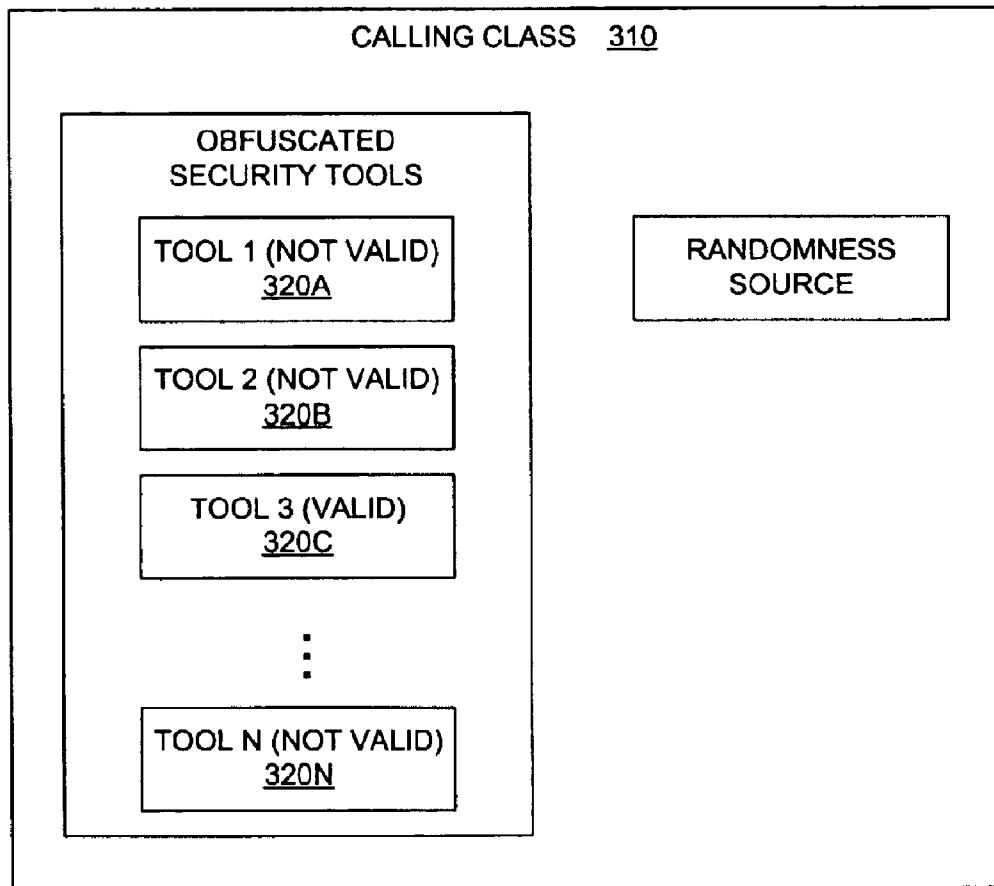 CALLING CLASS 310
OBFUSCATED
SECURITY TOOLS
TOOL 1 (NOT VALID)
320A
RANDOMNESS
SOURCE
TOOL 2 (NOT VALID)
320B
TOOL 3 (VALID)
320C
TOOL N (NOT VALID)
320N